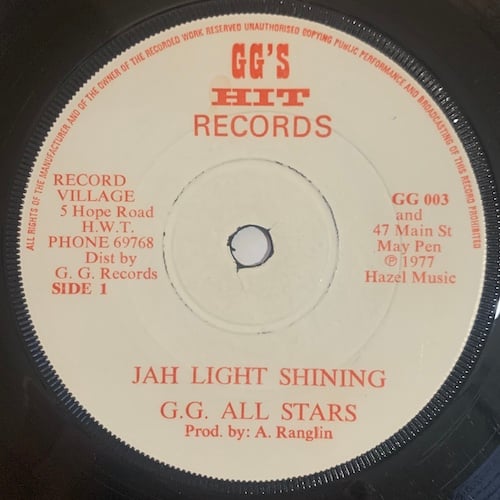 ALL RIGHTS OF THE MANUFACTURER AND OF THE OWNER OF THE RECORDED WORK RESERVED UNAUTHORISED COPYING PUBLIC PERFORMANCE AND BROADCASTING OF THIS RECORD PROHIBITED
GG'S
HIT
RECORDS
RECORD
VILLAGE
5 Hope Road
H.W.T.
PHONE 69768
Dist by
G. G. Records
SIDE 1
GG 003
and
47 Main St
May Pen
℗ 1977
Hazel Music
JAH LIGHT SHINING
G.G. ALL STARS
Prod. by: A. Ranglin